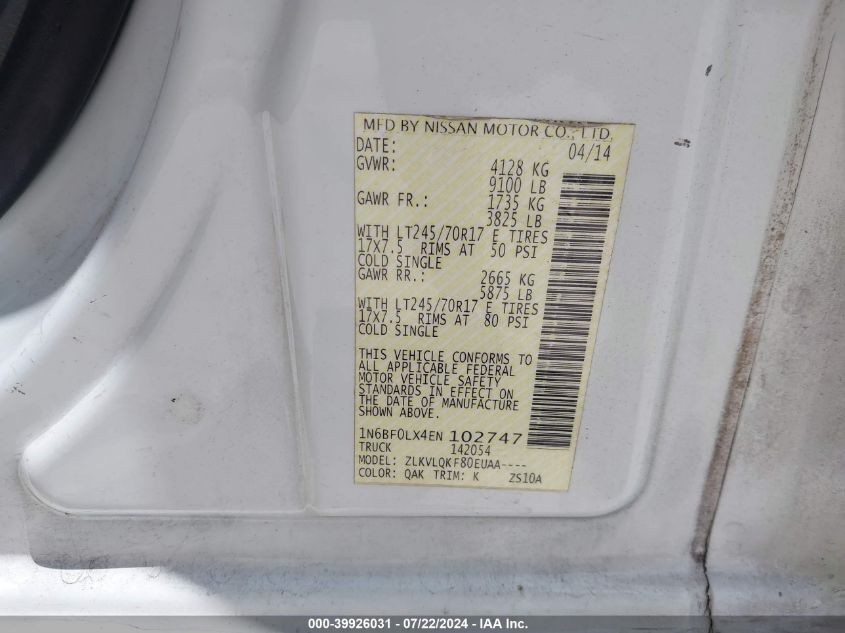 MFD BY NISSAN MOTOR CO., LTD.
DATE: 04/14
GVWR: 4128 KG
9100 LB
GAWR FR.: 1735 KG
3825 LB
WITH LT245/70R17 E TIRES
17X7.5 RIMS AT 50 PSI
COLD SINGLE
GAWR RR.: 2665 KG
5875 LB
WITH LT245/70R17 E TIRES
17X7.5 RIMS AT 80 PSI
COLD SINGLE
THIS VEHICLE CONFORMS TO
ALL APPLICABLE FEDERAL
MOTOR VEHICLE SAFETY
STANDARDS IN EFFECT ON
THE DATE OF MANUFACTURE
SHOWN ABOVE.
1N6BF0LX4EN 102747
TRUCK 142054
MODEL: ZLKVLQKF80EUAA----
COLOR: QAK TRIM: K ZS10A
000-39926031 - 07/22/2024 - IAA Inc.